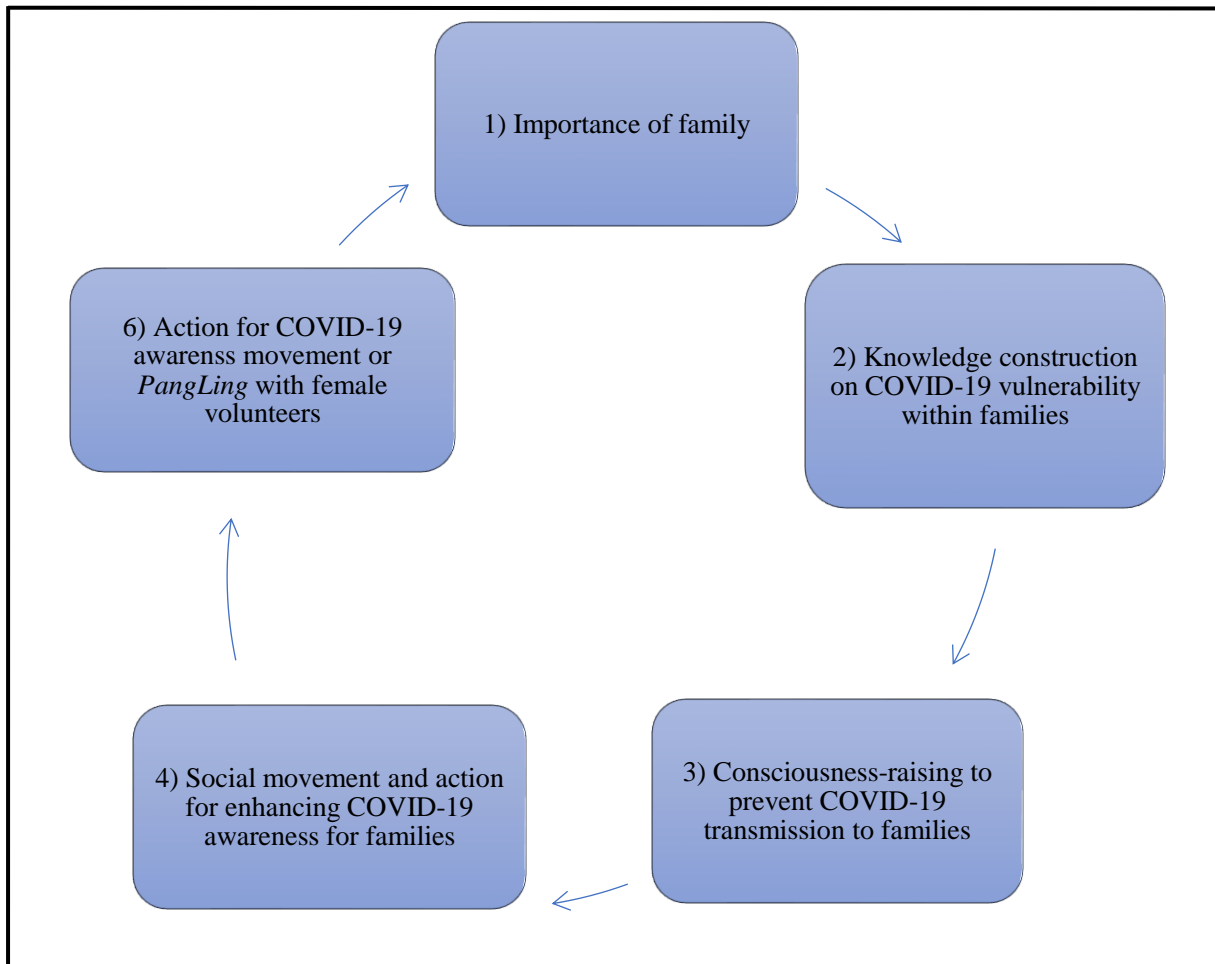 1) Importance of family
2) Knowledge construction
on COVID-19 vulnerability
within families
3) Consciousness-raising to
prevent COVID-19
transmission to families
4) Social movement and action
for enhancing COVID-19
awareness for families
6) Action for COVID-19
awarenss movement or
PangLing with female
volunteers